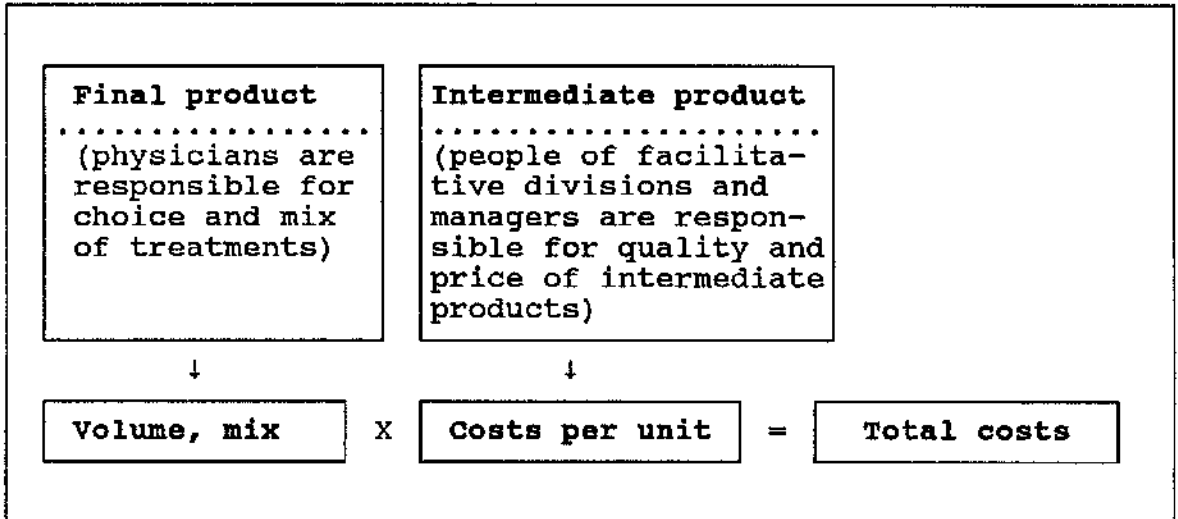 Final product
.................
(physicians are
responsible for
choice and mix
of treatments)
Intermediate product
......................
(people of facilita-
tive divisions and
managers are respon-
sible for quality and
price of intermediate
products)
↓ ↓
Volume, mix X Costs per unit = Total costs